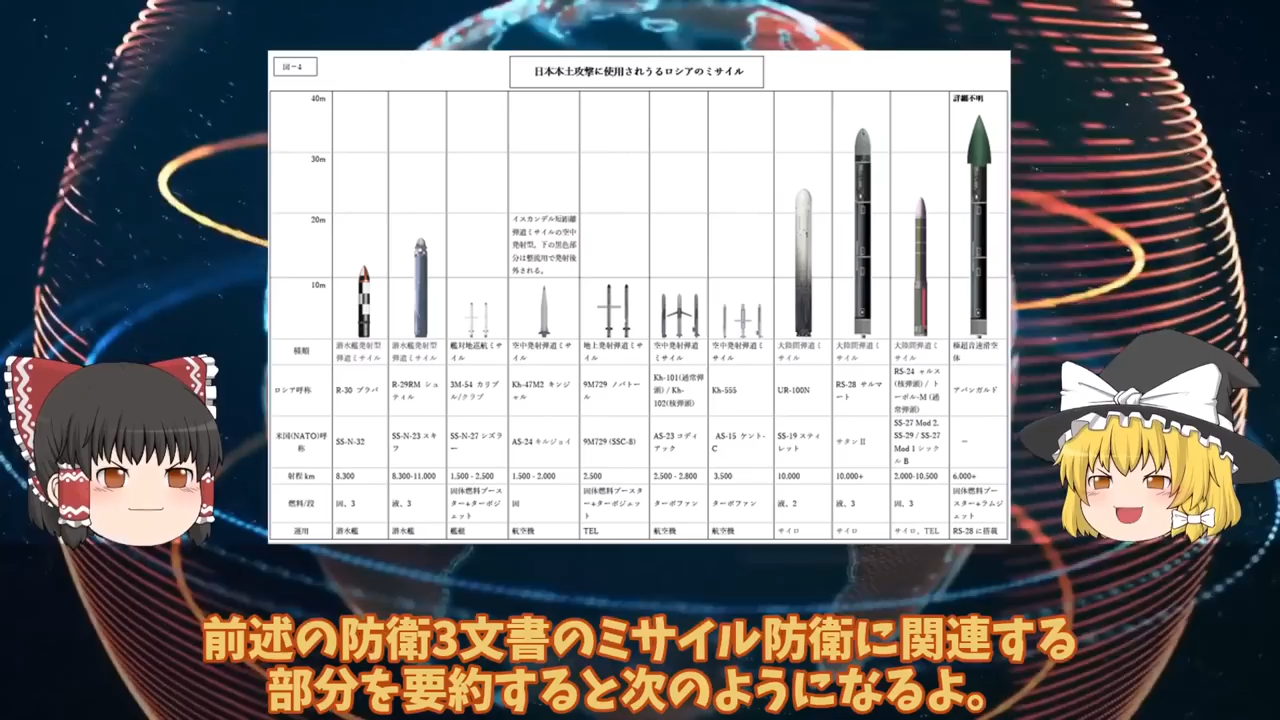 図-4
日本本土攻撃に使用されうるロシアのミサイル
40m
詳細不明
30m
20m
イスカンデル短距離
弾道ミサイルの空中
発射型。下の黒色部
分は整流用で発射後
外される。
10m
種類
潜水艦発射型弾道ミサイル
潜水艦発射型弾道ミサイル
艦対地巡航ミサイル
空中発射弾道ミサイル
地上発射弾道ミサイル
空中発射弾道ミサイル
空中発射弾道ミサイル
大陸間弾道ミサイル
大陸間弾道ミサイル
大陸間弾道ミサイル
極超音速滑空体
ロシア呼称
R-30 ブラバ
R-29RM シュティル
3M-54 カリブル/クラブ
Kh-47M2 キンジャル
9M729 ノバトール
Kh-101(通常弾頭) / Kh-102(核弾頭)
Kh-555
UR-100N
RS-28 サルマート
RS-24 ヤルス(核弾頭) / トーポル-M (通常弾頭)
アバンガルド
米国(NATO)呼称
SS-N-32
SS-N-23 スキフ
SS-N-27 シズラー
AS-24 キルジョイ
9M729 (SSC-8)
AS-23 コディアック
AS-15 ケント-C
SS-19 スティレット
サタンⅡ
SS-27 Mod 2, SS-29 / SS-27 Mod 1 シックル B
--
射程 km
8.300
8.300-11.000
1.500 - 2.500
1.500 - 2.000
2.500
2.500 - 2.800
3.500
10.000
10.000+
2.000-10.500
6.000+
燃料/段
固、3
液、3
固体燃料ブースター+ターボジェット
固
固体燃料ブースター+ターボジェット
ターボファン
ターボファン
液、2
液、3
固、3
固体燃料ブースター+ラムジェット
運用
潜水艦
潜水艦
艦艇
航空機
TEL
航空機
航空機
サイロ
サイロ
サイロ、TEL
RS-28 に搭載
前述の防衛3文書のミサイル防衛に関連する
部分を要約すると次のようになるよ。